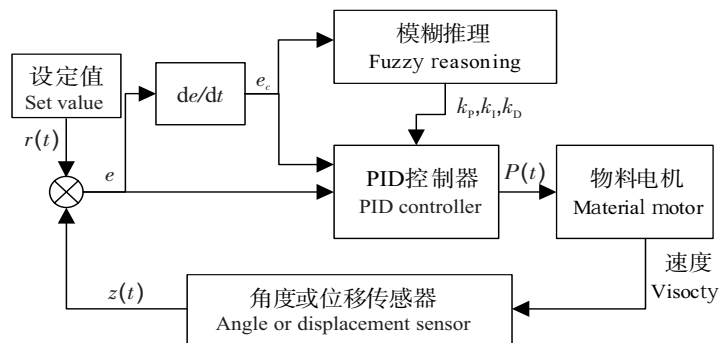 模糊推理
Fuzzy reasoning
设定值
Set value
de/dt
e_c
k_P,k_I,k_D
r(t)
e
PID控制器
PID controller
P(t)
物料电机
Material motor
速度
Visocty
z(t)
角度或位移传感器
Angle or displacement sensor